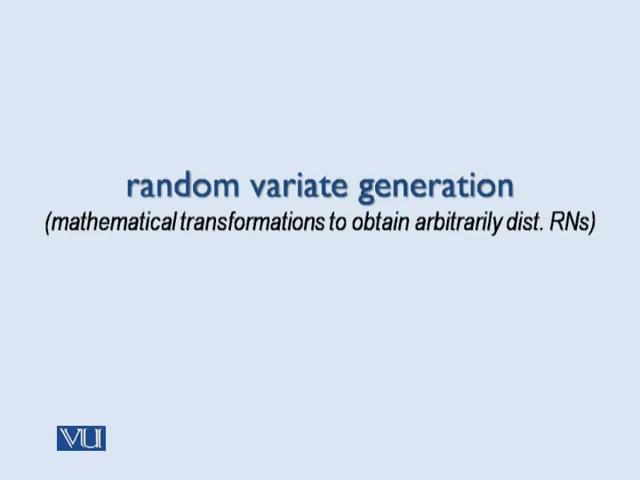 random variate generation
(mathematical transformations to obtain arbitrarily dist. RNs)
VU